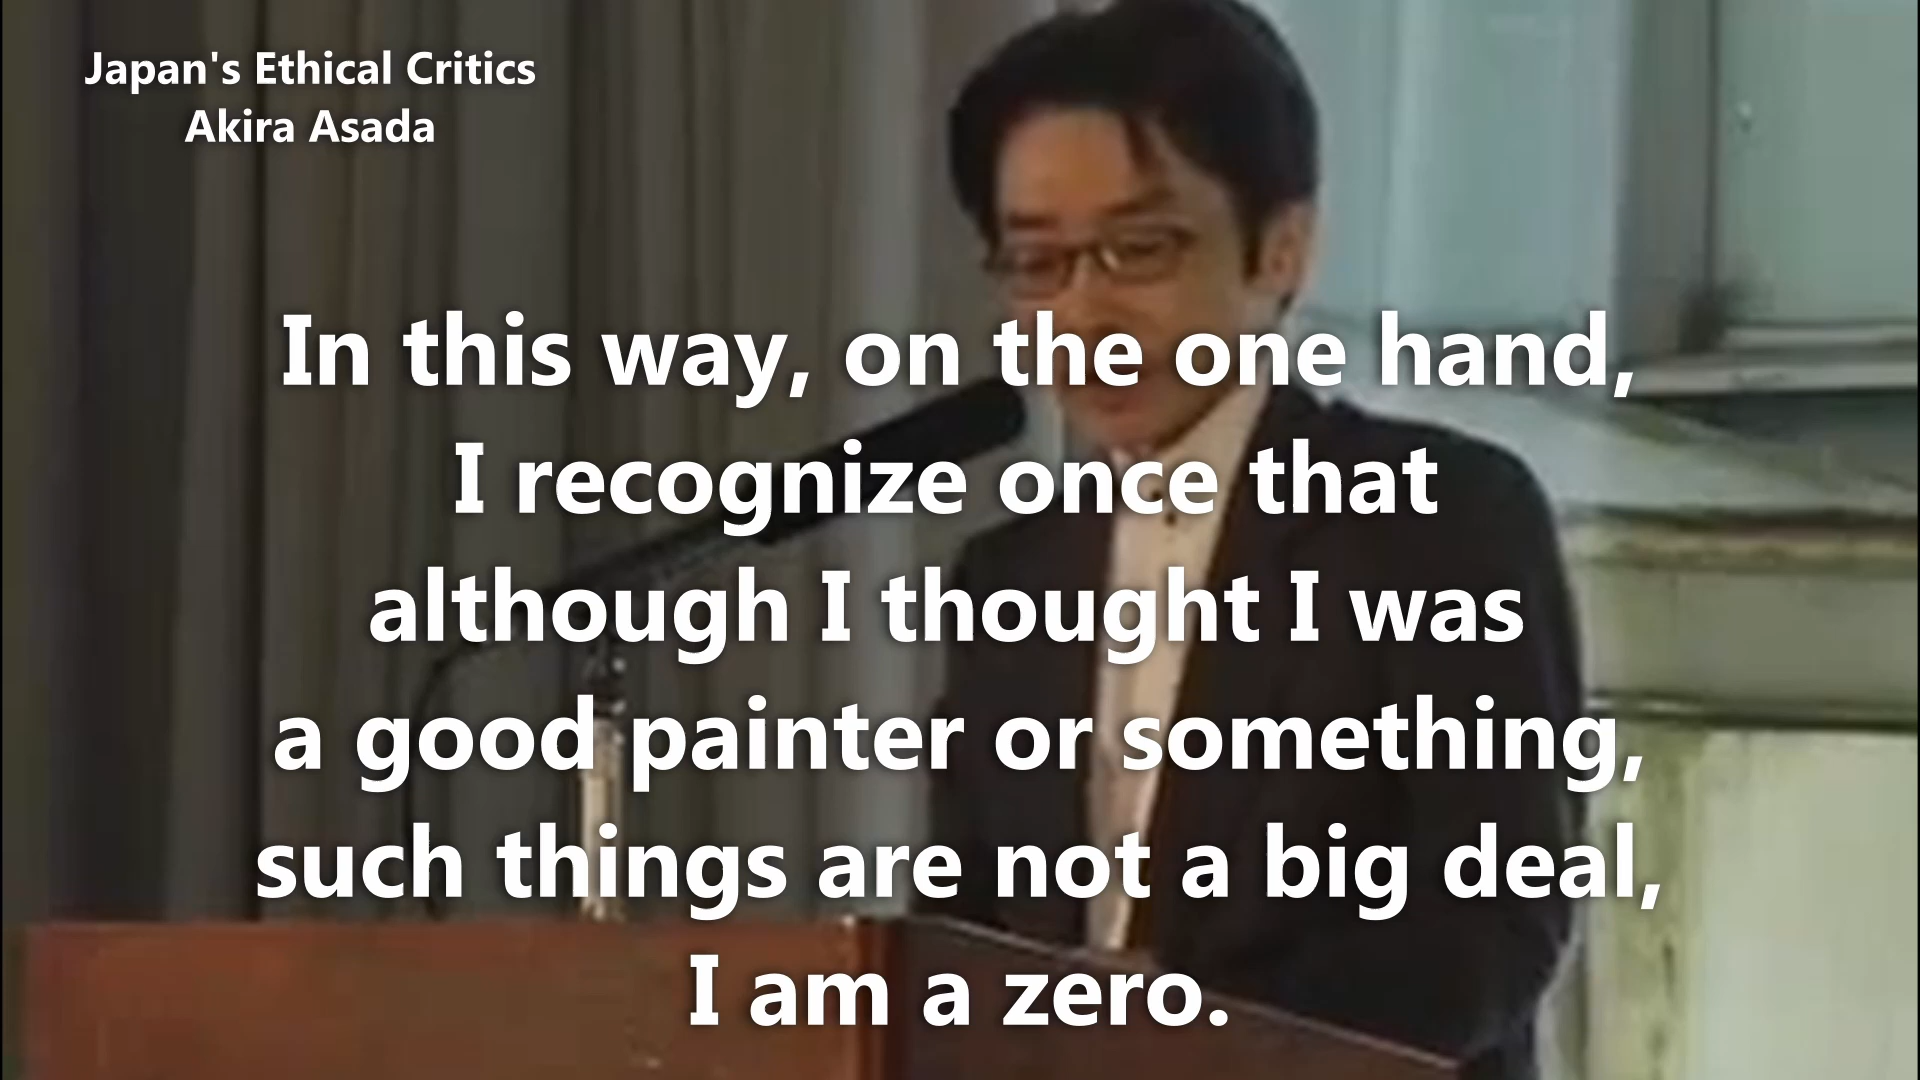 Japan's Ethical Critics
Akira Asada
In this way, on the one hand,
I recognize once that
although I thought I was
a good painter or something,
such things are not a big deal,
I am a zero.